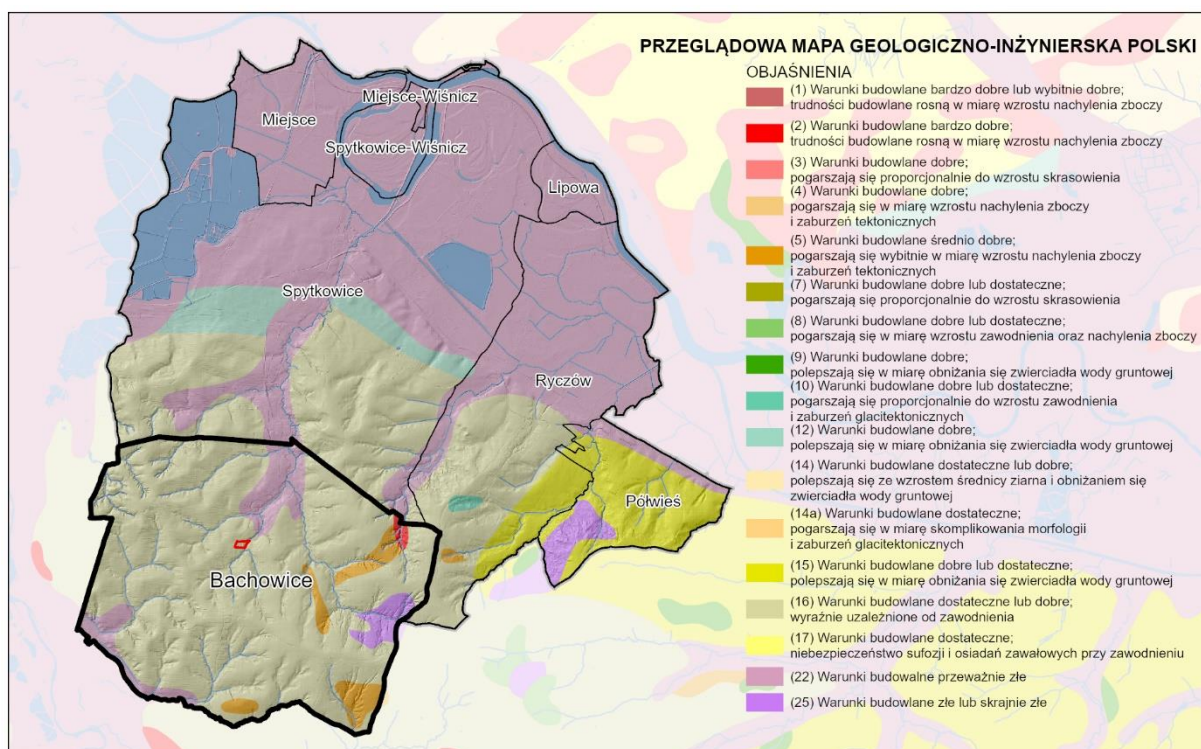 PRZEGLĄDOWA MAPA GEOLOGICZNO-INŻYNIERSKA POLSKI
OBJAŚNIENIA
(1) Warunki budowlane bardzo dobre lub wybitnie dobre;
trudności budowlane rosną w miarę wzrostu nachylenia zboczy
(2) Warunki budowlane bardzo dobre;
trudności budowlane rosną w miarę wzrostu nachylenia zboczy
(3) Warunki budowlane dobre;
pogarszają się proporcjonalnie do wzrostu skrasowienia
(4) Warunki budowlane dobre;
pogarszają się w miarę wzrostu nachylenia zboczy
i zaburzeń tektonicznych
(5) Warunki budowlane średnio dobre;
pogarszają się wybitnie w miarę wzrostu nachylenia zboczy
i zaburzeń tektonicznych
(7) Warunki budowlane dobre lub dostateczne;
pogarszają się proporcjonalnie do wzrostu skrasowienia
(8) Warunki budowlane dobre lub dostateczne;
pogarszają się w miarę wzrostu zawodnienia oraz nachylenia zboczy
(9) Warunki budowlane dobre;
polepszają się w miarę obniżania się zwierciadła wody gruntowej
(10) Warunki budowlane dobre lub dostateczne;
pogarszają się proporcjonalnie do wzrostu zawodnienia
i zaburzeń glacitektonicznych
(12) Warunki budowlane dobre;
polepszają się w miarę obniżania się zwierciadła wody gruntowej
(14) Warunki budowlane dostateczne lub dobre;
polepszają się ze wzrostem średnicy ziarna i obniżaniem się
zwierciadła wody gruntowej
(14a) Warunki budowlane dostateczne;
pogarszają się w miarę skomplikowania morfologii
i zaburzeń glacitektonicznych
(15) Warunki budowlane dobre lub dostateczne;
polepszają się w miarę obniżania się zwierciadła wody gruntowej
(16) Warunki budowlane dostateczne lub dobre;
wyraźnie uzależnione od zawodnienia
(17) Warunki budowlane dostateczne;
niebezpieczeństwo sufozji i osiadań zawałowych przy zawodnieniu
(22) Warunki budowalne przeważnie złe
(25) Warunki budowlane złe lub skrajnie złe
Miejsce-Wiśnicz
Miejsce
Spytkowice-Wiśnicz
Lipowa
Spytkowice
Ryczów
Półwieś
Bachowice